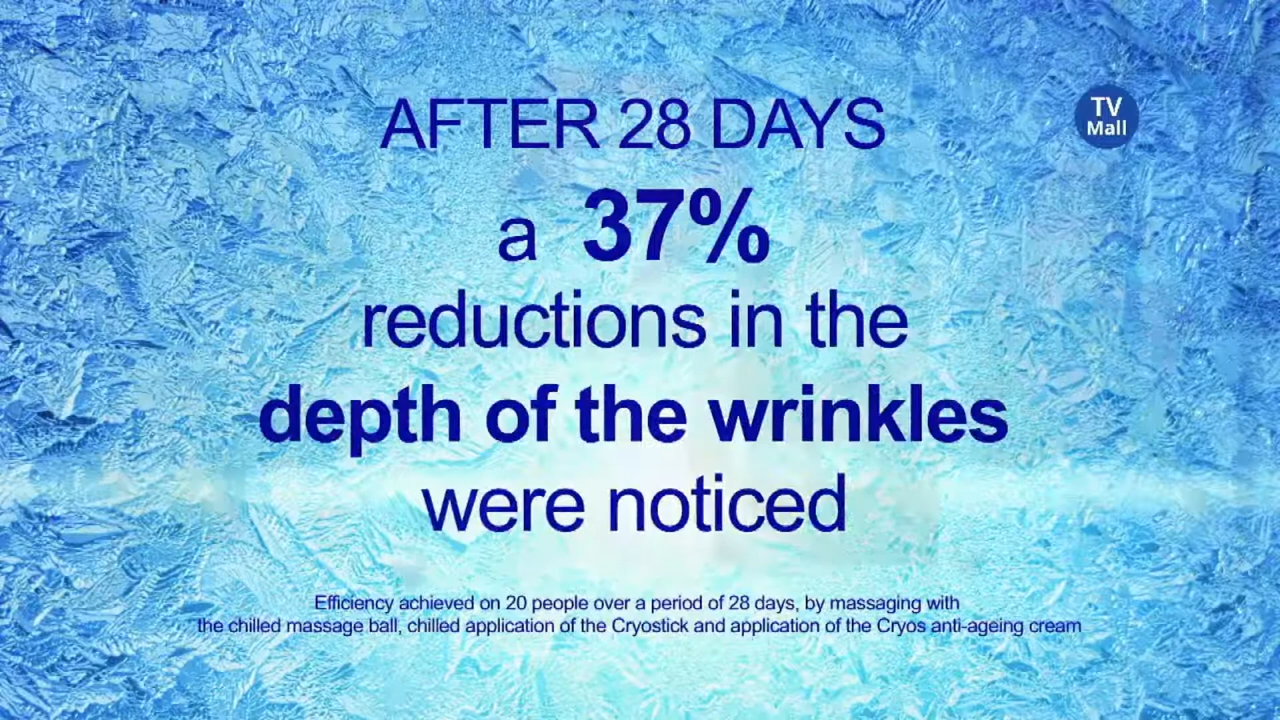 AFTER 28 DAYS
TV
Mall
a 37%
reductions in the
depth of the wrinkles
were noticed
Efficiency achieved on 20 people over a period of 28 days, by massaging with
the chilled massage ball, chilled application of the Cryostick and application of the Cryos anti-ageing cream